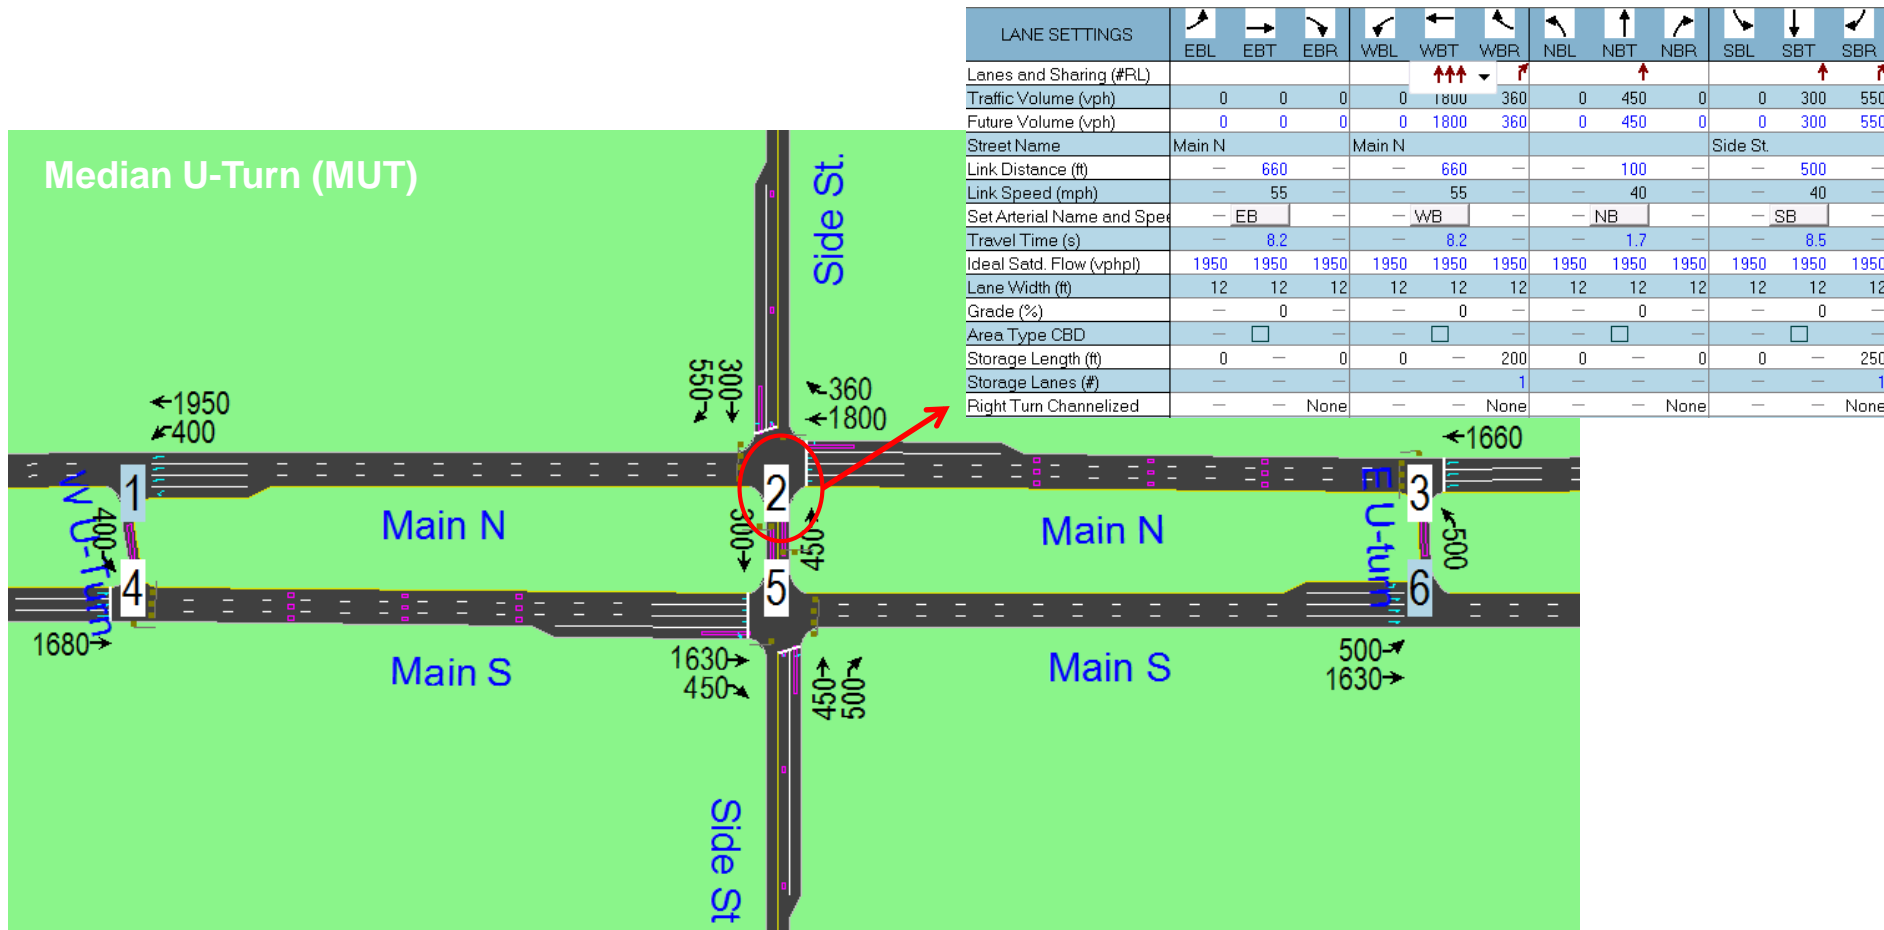 LANE SETTINGS EBL EBT EBR WBL WBT WBR NBL NBT NBR SBL SBT SBR
Lanes and Sharing (#RL)
Traffic Volume (vph) 0 0 0 0 1800 360 0 450 0 0 300 550
Future Volume (vph) 0 0 0 0 1800 360 0 450 0 0 300 550
Street Name Main N Main N Side St.
Link Distance (ft) — 660 — — 660 — — 100 — — 500 —
Link Speed (mph) — 55 — — 55 — — 40 — — 40 —
Set Arterial Name and Spee — EB — — WB — — NB — — SB —
Travel Time (s) — 8.2 — — 8.2 — — 1.7 — — 8.5 —
Ideal Satd. Flow (vphpl) 1950 1950 1950 1950 1950 1950 1950 1950 1950 1950 1950 1950
Lane Width (ft) 12 12 12 12 12 12 12 12 12 12 12 12
Grade (%) — 0 — — 0 — — 0 — — 0 —
Area Type CBD — — — — — — — —
Storage Length (ft) 0 — 0 0 — 200 0 — 0 0 — 250
Storage Lanes (#) — — — — — 1 — — — — — 1
Right Turn Channelized — — None — — None — — None — — None
Median U-Turn (MUT)
Side St.
550
300
360
1800
1950
400
1660
1
2
3
W U-Turn
400
Main N
300
450
Main N
E U-turn
500
4
5
6
1680
Main S
1630
450
450
500
Main S
500
1630
Side St